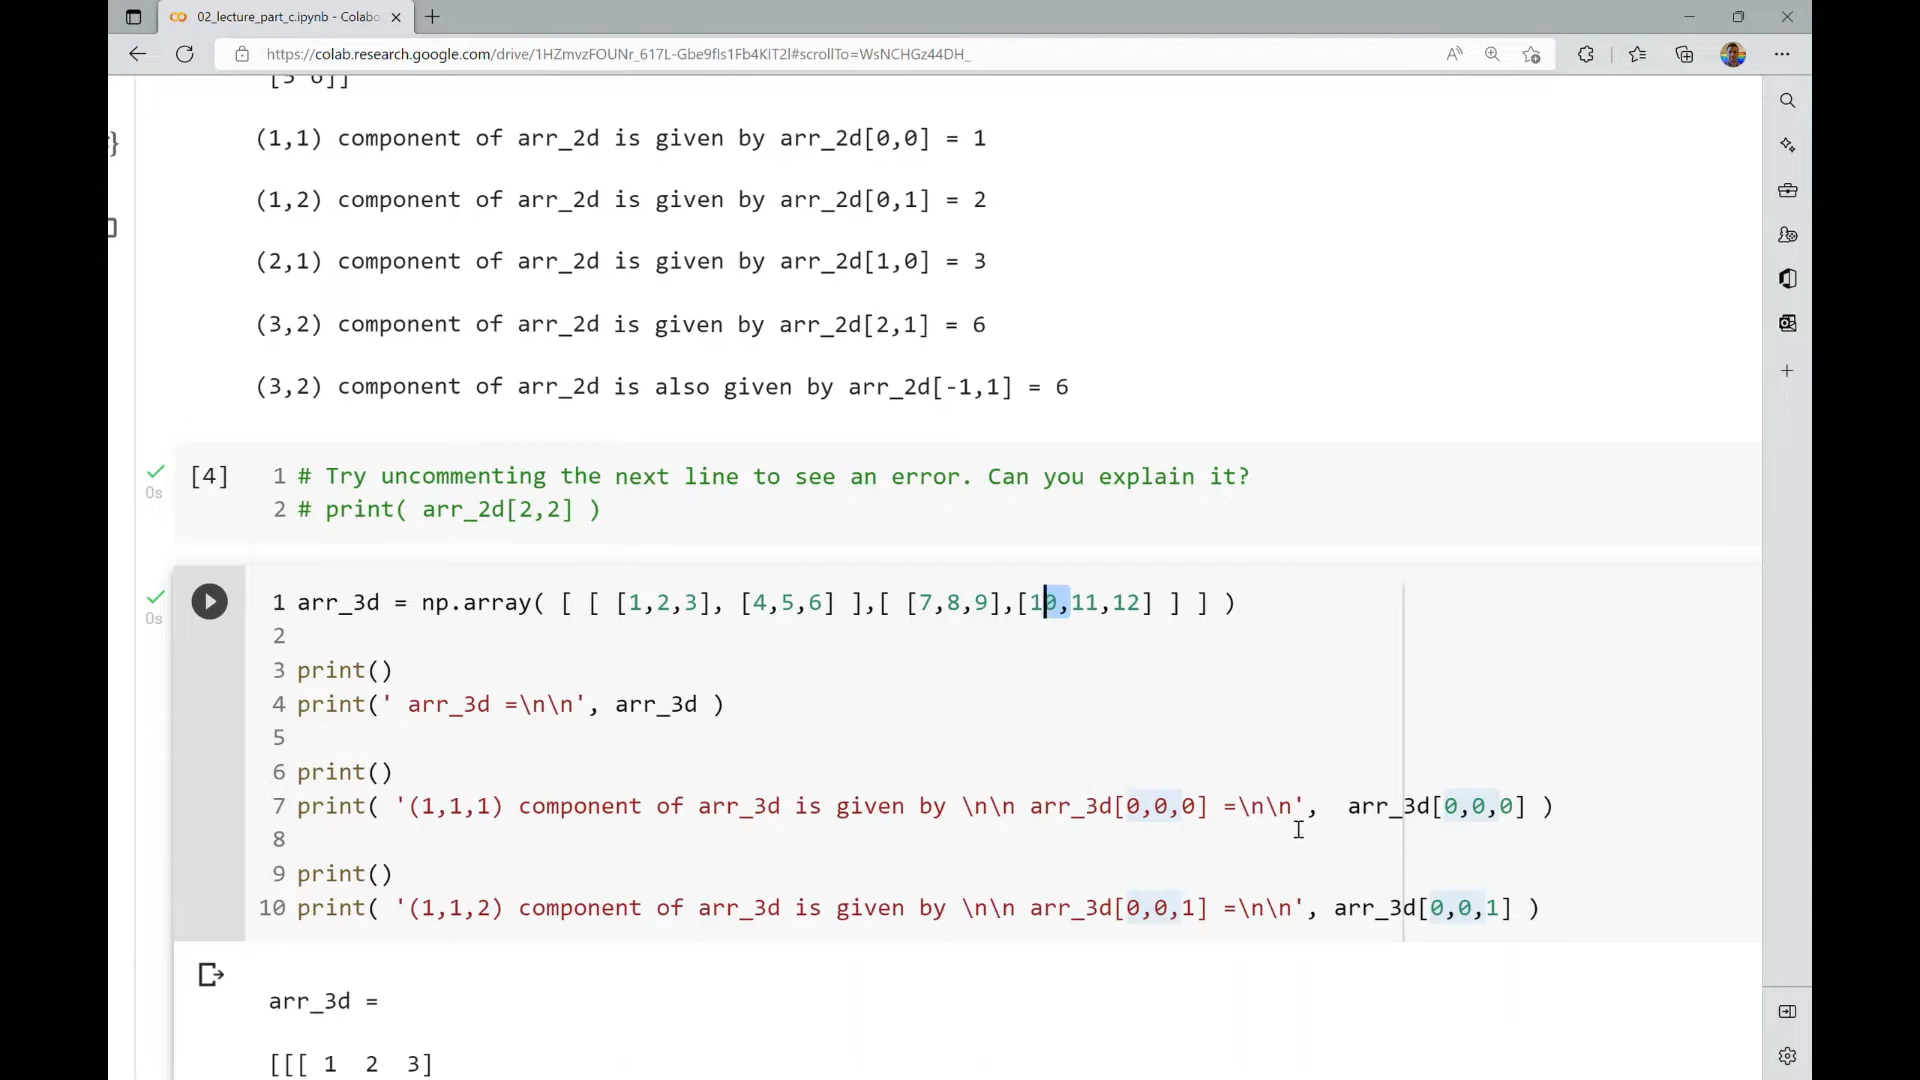 02_lecture_part_c.ipynb - Colabo
https://colab.research.google.com/drive/1HZmvzFOUNr_617L-Gbe9fIs1Fb4KIT2l#scrollTo=WsNCHGz44DH_
[5 6]]
(1,1) component of arr_2d is given by arr_2d[0,0] = 1
(1,2) component of arr_2d is given by arr_2d[0,1] = 2
(2,1) component of arr_2d is given by arr_2d[1,0] = 3
(3,2) component of arr_2d is given by arr_2d[2,1] = 6
(3,2) component of arr_2d is also given by arr_2d[-1,1] = 6
0s [4] 1 # Try uncommenting the next line to see an error. Can you explain it?
2 # print( arr_2d[2,2] )
0s 1 arr_3d = np.array( [ [ [1,2,3], [4,5,6] ],[ [7,8,9],[10,11,12] ] ] )
2
3 print()
4 print(' arr_3d =\n\n', arr_3d )
5
6 print()
7 print( '(1,1,1) component of arr_3d is given by \n\n arr_3d[0,0,0] =\n\n',  arr_3d[0,0,0] )
8
9 print()
10 print( '(1,1,2) component of arr_3d is given by \n\n arr_3d[0,0,1] =\n\n', arr_3d[0,0,1] )
arr_3d =
[[[ 1  2  3]